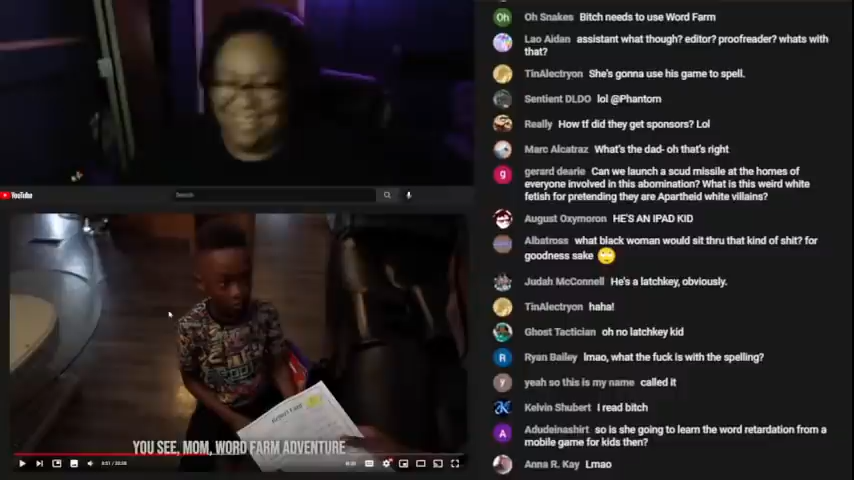 Oh Snakes Bitch needs to use Word Farm
Lao Aidan assistant what though? editor? proofreader? whats with
that?
TinAlectryon She's gonna use his game to spell.
Sentient DLDO lol @Phantom
Really How tf did they get sponsors? Lol
Marc Alcatraz What's the dad- oh that's right
gerard dearie Can we launch a scud missile at the homes of
everyone involved in this abomination? What is this weird white
fetish for pretending they are Apartheid white villains?
August Oxymoron HE'S AN IPAD KID
Albatross what black woman would sit thru that kind of shit? for
goodness sake
Judah McConnell He's a latchkey, obviously.
TinAlectryon haha!
Ghost Tactician oh no latchkey kid
Ryan Bailey lmao, what the fuck is with the spelling?
yeah so this is my name called it
Kelvin Shubert I read bitch
Adudeinashirt so is she going to learn the word retardation from a
mobile game for kids then?
Anna R. Kay Lmao
Oh
g
R
y
A
YouTube
Search
YOU SEE, MOM, WORD FARM ADVENTURE